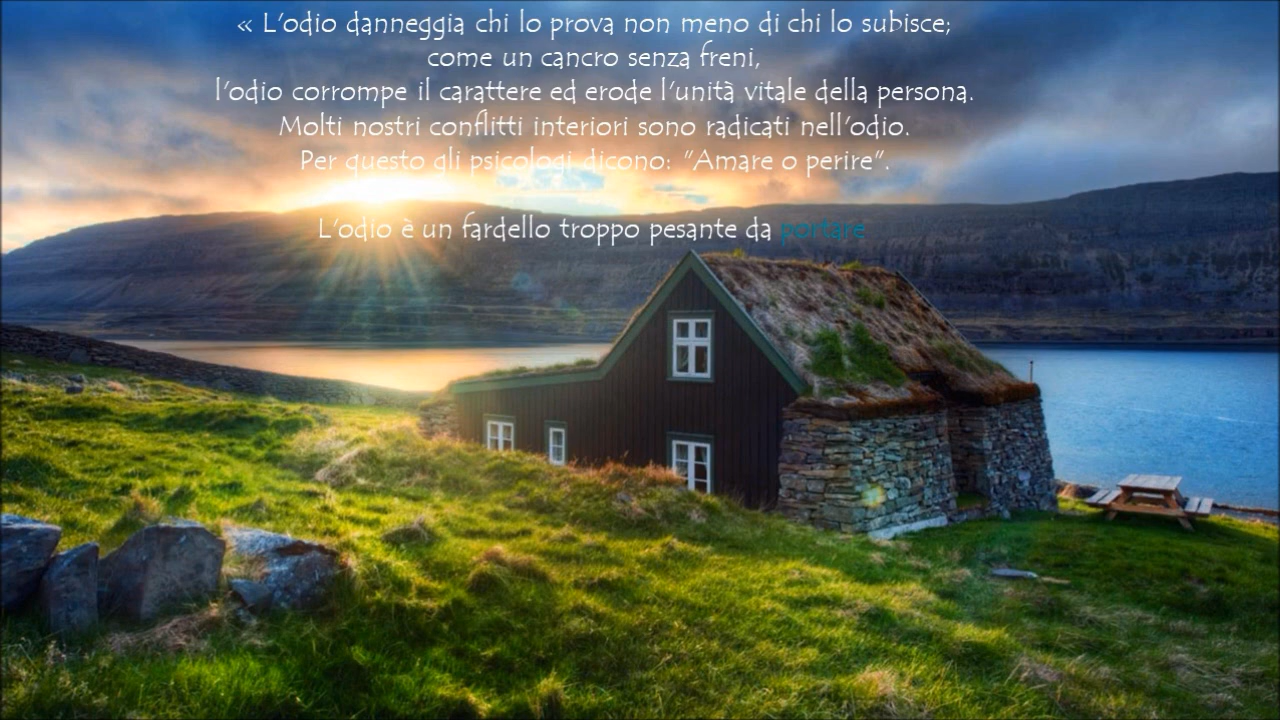 « L'odio danneggia chi lo prova non meno di chi lo subisce;
come un cancro senza freni,
l'odio corrompe il carattere ed erode l'unità vitale della persona.
Molti nostri conflitti interiori sono radicati nell'odio.
Per questo gli psicologi dicono: "Amare o perire".
L'odio è un fardello troppo pesante da portare